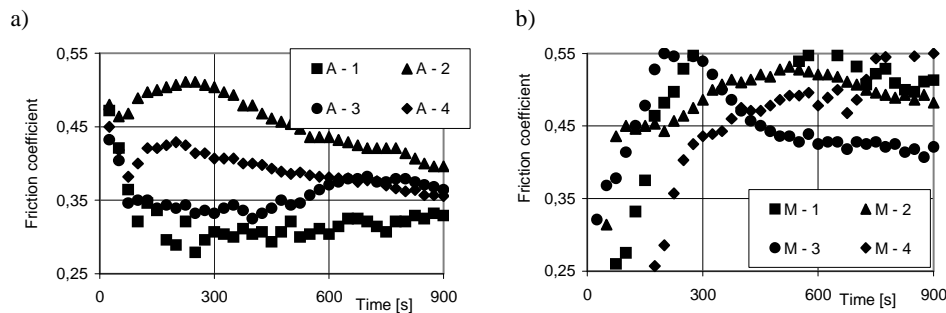 a)
Friction coefficient
0,55
0,45
0,35
0,25
A - 1 A - 2
A - 3 A - 4
0 300 600 900
Time [s]
b)
Friction coefficient
0,55
0,45
0,35
0,25
M - 1 M - 2
M - 3 M - 4
0 300 600 900
Time [s]